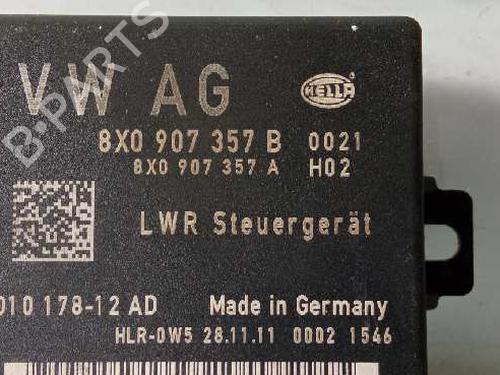 VW AG
HELLA
8X0 907 357 B 0021
8X0 907 357 A H02
LWR Steuergerät
010 178-12 AD Made in Germany
HLR-0W5 28.11.11 0002 1546
B-PARTS